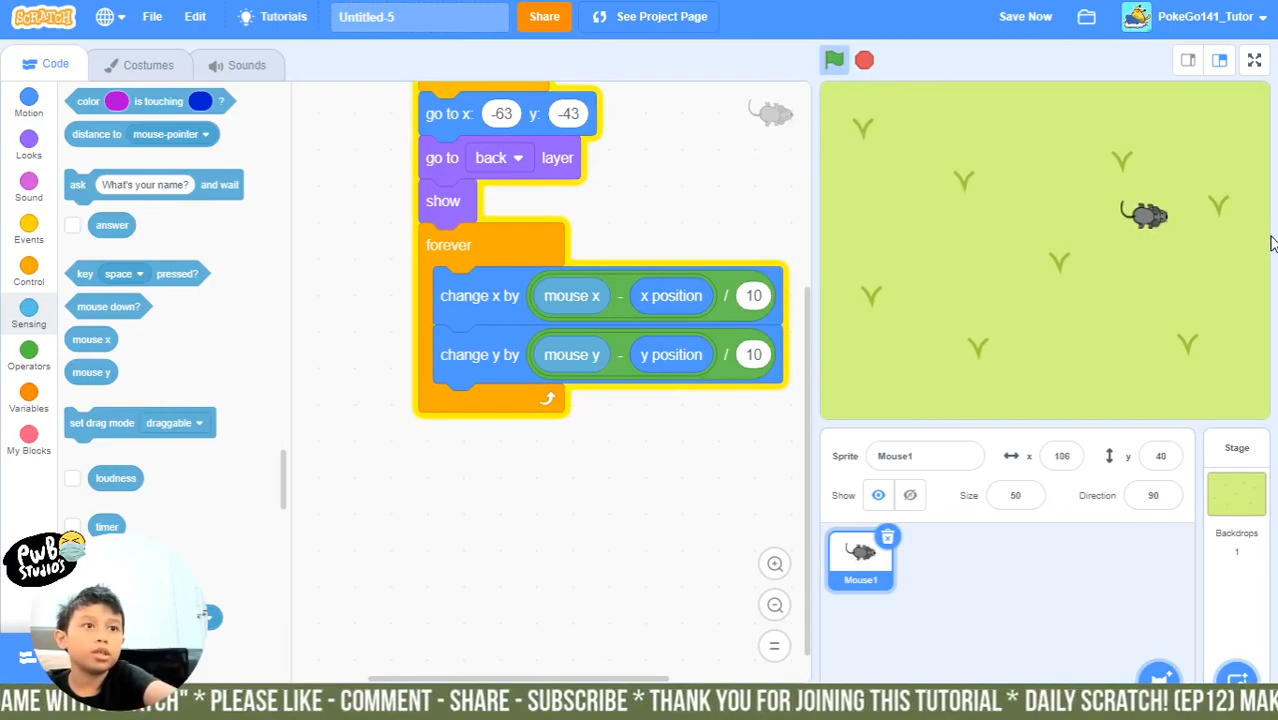 SCRATCH File Edit Tutorials Untitled-5 Share See Project Page Save Now PokeGo141_Tutor
Code Costumes Sounds
Motion
Looks
Sound
Events
Control
Sensing
Operators
Variables
My Blocks
color is touching ?
distance to mouse-pointer
ask What's your name? and wait
answer
key space pressed?
mouse down?
mouse x
mouse y
set drag mode draggable
loudness
timer
go to x: -63 y: -43
go to back layer
show
forever
change x by mouse x - x position / 10
change y by mouse y - y position / 10
Sprite Mouse1 x 106 y 40
Show Size 50 Direction 90
Mouse1
Stage
Backdrops
1
PWB
STUDIO'S
AME WITH SCRATCH" * PLEASE LIKE - COMMENT - SHARE - SUBSCRIBE * THANK YOU FOR JOINING THIS TUTORIAL * DAILY SCRATCH! (EP12) MAK